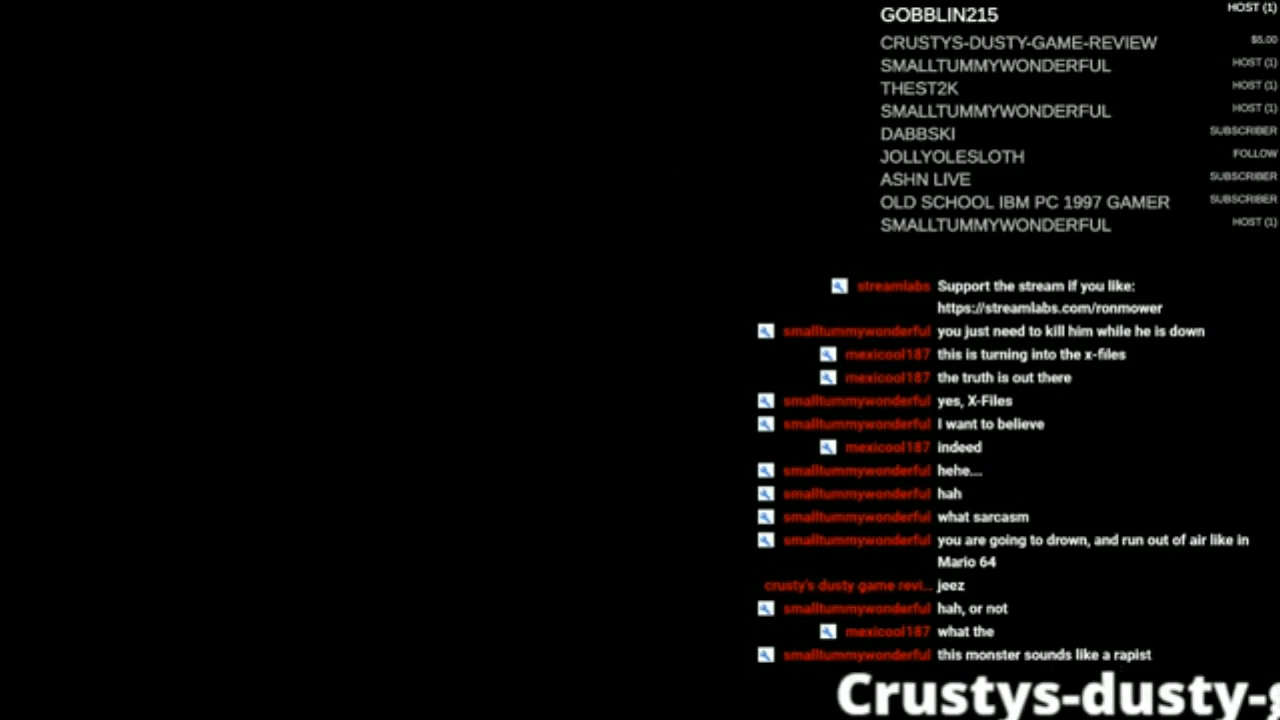 GOBBLIN215 HOST (1)
CRUSTYS-DUSTY-GAME-REVIEW $5.00
SMALLTUMMYWONDERFUL HOST (1)
THEST2K HOST (1)
SMALLTUMMYWONDERFUL HOST (1)
DABBSKI SUBSCRIBER
JOLLYOLESLOTH FOLLOW
ASHN LIVE SUBSCRIBER
OLD SCHOOL IBM PC 1997 GAMER SUBSCRIBER
SMALLTUMMYWONDERFUL HOST (1)
streamlabs Support the stream if you like:
https://streamlabs.com/ronmower
smalltummywonderful you just need to kill him while he is down
mexicool187 this is turning into the x-files
mexicool187 the truth is out there
smalltummywonderful yes, X-Files
smalltummywonderful I want to believe
mexicool187 indeed
smalltummywonderful hehe...
smalltummywonderful hah
smalltummywonderful what sarcasm
smalltummywonderful you are going to drown, and run out of air like in
Mario 64
crusty's dusty game revi... jeez
smalltummywonderful hah, or not
mexicool187 what the
smalltummywonderful this monster sounds like a rapist
Crustys-dusty-g